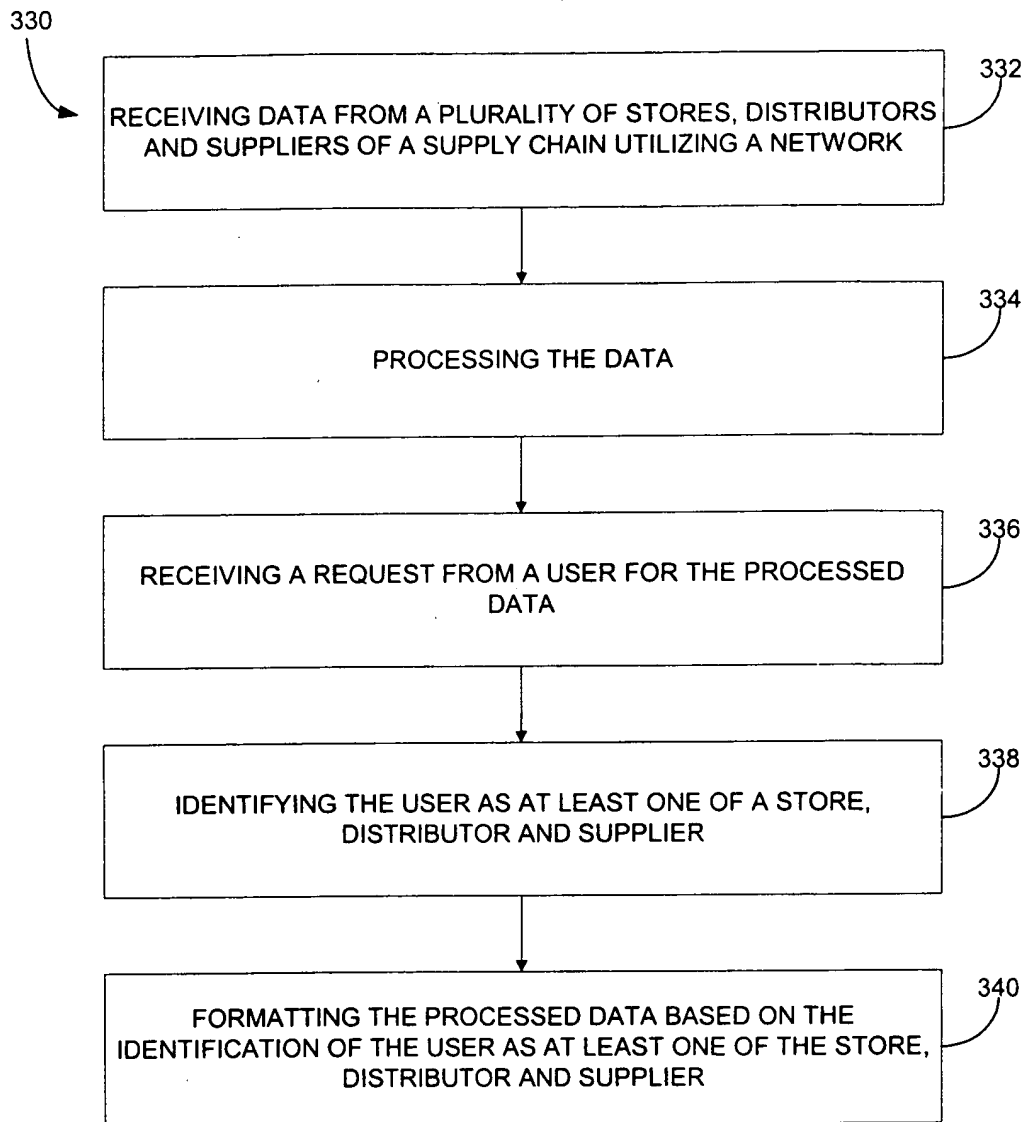 330
332
RECEIVING DATA FROM A PLURALITY OF STORES, DISTRIBUTORS
AND SUPPLIERS OF A SUPPLY CHAIN UTILIZING A NETWORK
334
PROCESSING THE DATA
336
RECEIVING A REQUEST FROM A USER FOR THE PROCESSED
DATA
338
IDENTIFYING THE USER AS AT LEAST ONE OF A STORE,
DISTRIBUTOR AND SUPPLIER
340
FORMATTING THE PROCESSED DATA BASED ON THE
IDENTIFICATION OF THE USER AS AT LEAST ONE OF THE STORE,
DISTRIBUTOR AND SUPPLIER